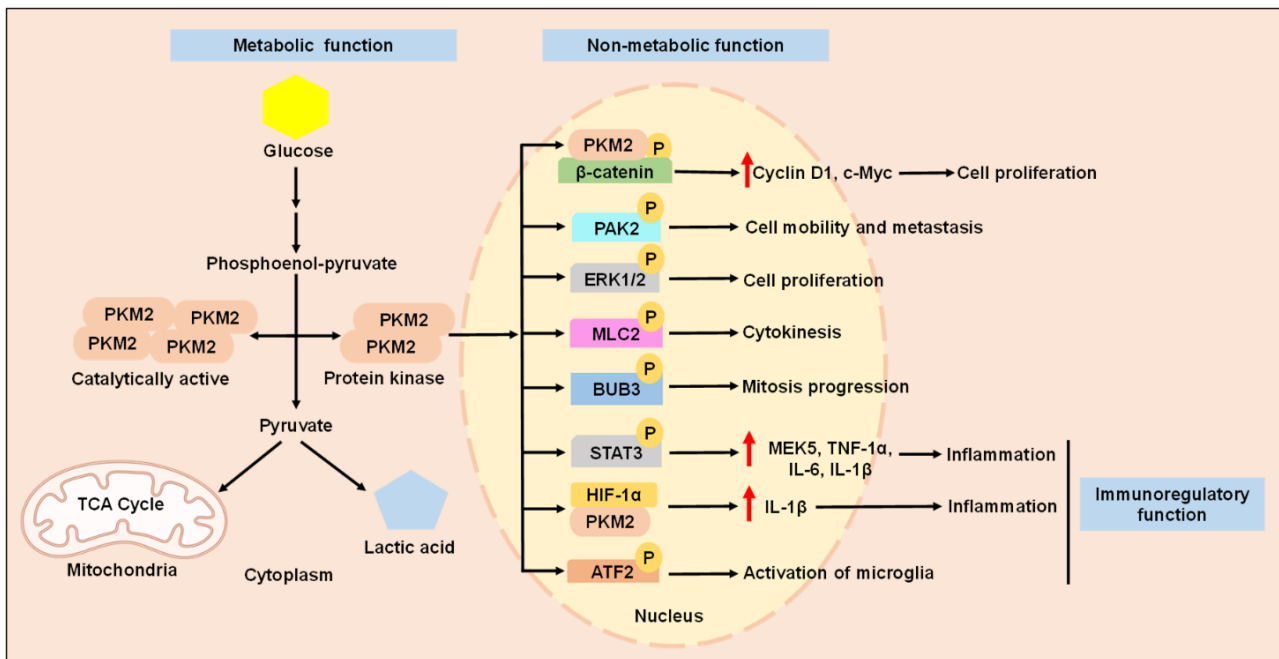 Metabolic function
Non-metabolic function
Glucose
Phosphoenol-pyruvate
PKM2
PKM2
PKM2
PKM2
Catalytically active
PKM2
PKM2
Protein kinase
Pyruvate
TCA Cycle
Mitochondria
Lactic acid
Cytoplasm
PKM2
P
β-catenin
Cyclin D1, c-Myc
Cell proliferation
P
PAK2
Cell mobility and metastasis
P
ERK1/2
Cell proliferation
P
MLC2
Cytokinesis
P
BUB3
Mitosis progression
P
STAT3
MEK5, TNF-1α,
IL-6, IL-1β
Inflammation
HIF-1α
PKM2
IL-1β
Inflammation
P
ATF2
Activation of microglia
Immunoregulatory
function
Nucleus